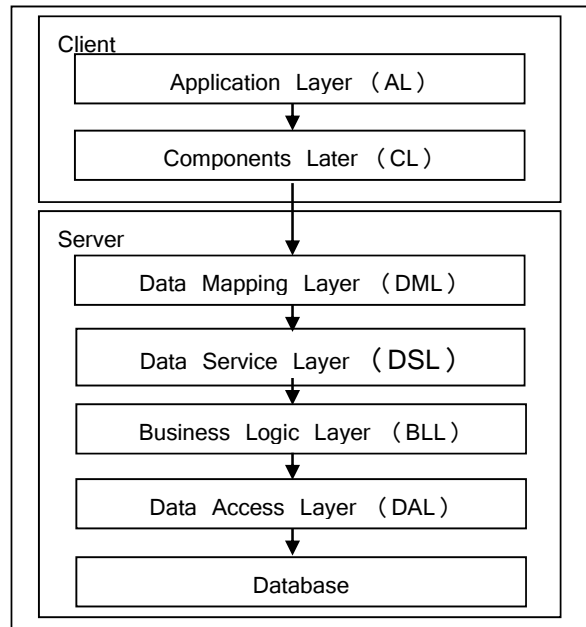 Client
Application Layer （AL）
Components Later （CL）
Server
Data Mapping Layer （DML）
Data Service Layer （DSL）
Business Logic Layer （BLL）
Data Access Layer （DAL）
Database